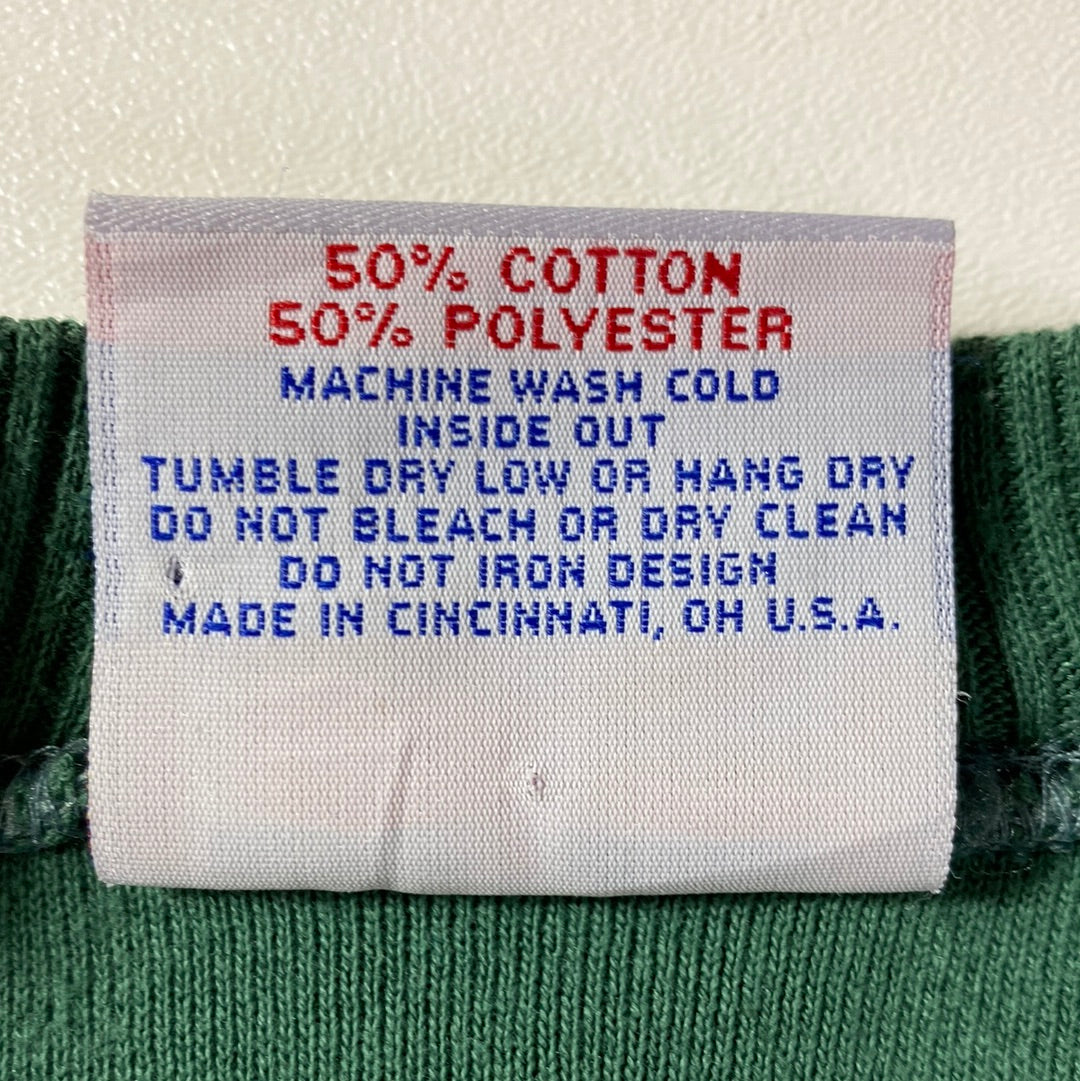 50% COTTON
50% POLYESTER
MACHINE WASH COLD
INSIDE OUT
TUMBLE DRY LOW OR HANG DRY
DO NOT BLEACH OR DRY CLEAN
DO NOT IRON DESIGN
MADE IN CINCINNATI, OH U.S.A.